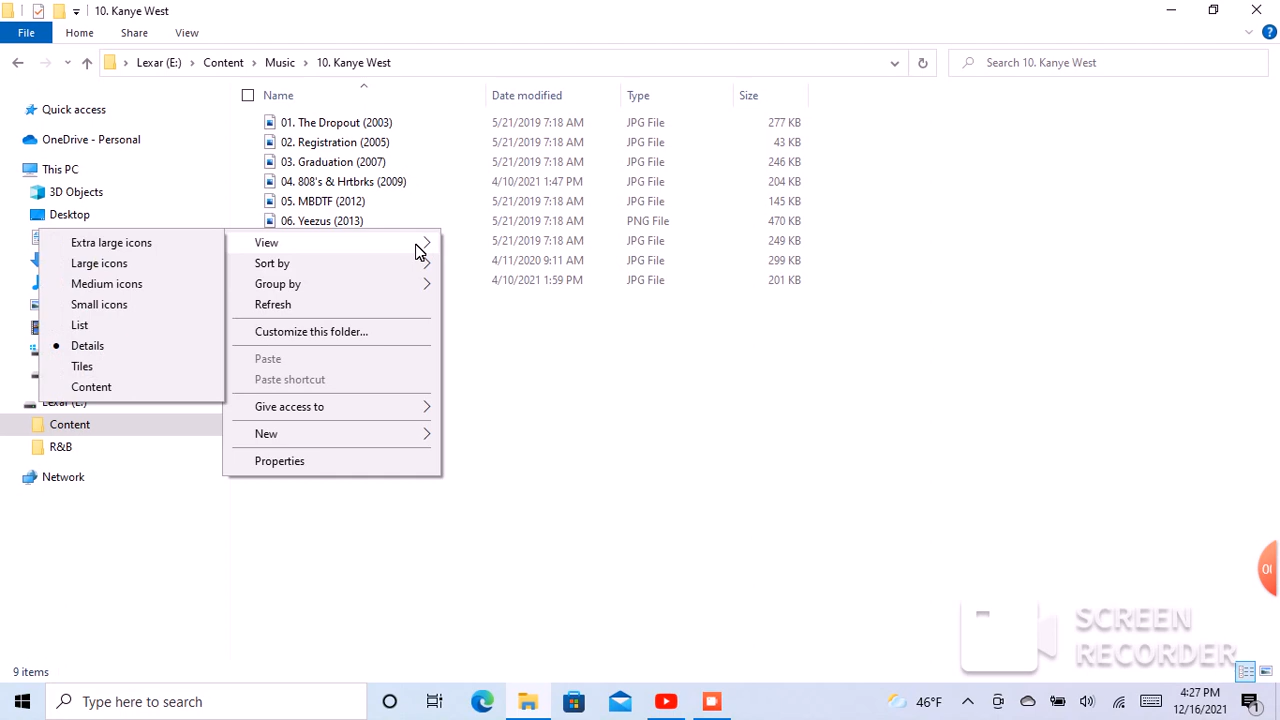 10. Kanye West
File Home Share View
Lexar (E:) Content Music 10. Kanye West
Search 10. Kanye West
Name Date modified Type Size
Quick access
OneDrive - Personal
This PC
3D Objects
Desktop
01. The Dropout (2003) 5/21/2019 7:18 AM JPG File 277 KB
02. Registration (2005) 5/21/2019 7:18 AM JPG File 43 KB
03. Graduation (2007) 5/21/2019 7:18 AM JPG File 246 KB
04. 808's & Hrtbrks (2009) 4/10/2021 1:47 PM JPG File 204 KB
05. MBDTF (2012) 5/21/2019 7:18 AM JPG File 145 KB
06. Yeezus (2013) 5/21/2019 7:18 AM PNG File 470 KB
5/21/2019 7:18 AM JPG File 249 KB
4/11/2020 9:11 AM JPG File 299 KB
4/10/2021 1:59 PM JPG File 201 KB
Extra large icons
Large icons
Medium icons
Small icons
List
Details
Tiles
Content
View
Sort by
Group by
Refresh
Customize this folder...
Paste
Paste shortcut
Give access to
New
Properties
Lexar (E:)
Content
R&B
Network
00
SCREEN
RECORDER
9 items
Type here to search
46°F
4:27 PM
12/16/2021
1